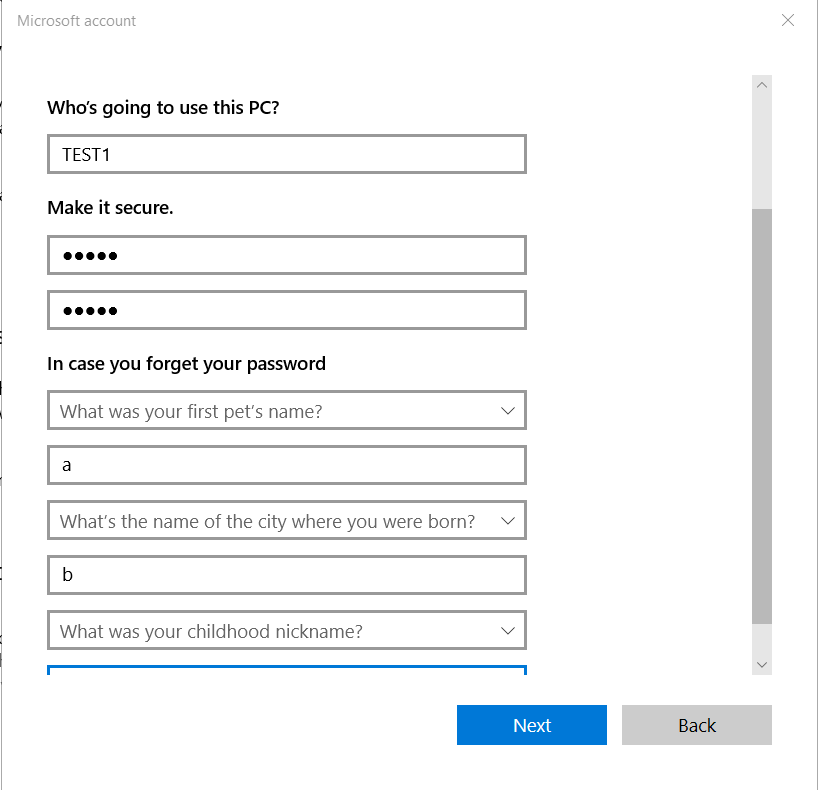 Microsoft account
Who's going to use this PC?
TEST1
Make it secure.
●●●●●
●●●●●
In case you forget your password
What was your first pet's name?
a
What's the name of the city where you were born?
b
What was your childhood nickname?
Next
Back